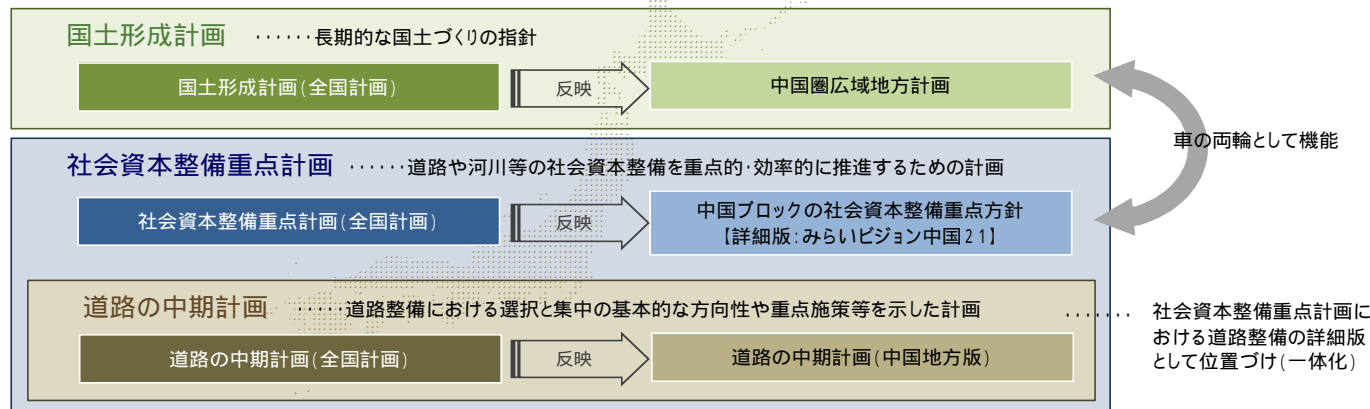 国土形成計画 ‥‥‥長期的な国土づくりの指針
国土形成計画(全国計画)
反映
中国圏広域地方計画
車の両輪として機能
社会資本整備重点計画 ‥‥‥道路や河川等の社会資本整備を重点的・効率的に推進するための計画
社会資本整備重点計画(全国計画)
反映
中国ブロックの社会資本整備重点方針
【詳細版:みらいビジョン中国21】
道路の中期計画 ‥‥‥道路整備における選択と集中の基本的な方向性や重点施策等を示した計画
道路の中期計画(全国計画)
反映
道路の中期計画(中国地方版)
‥‥‥ 社会資本整備重点計画に
おける道路整備の詳細版
として位置づけ(一体化)